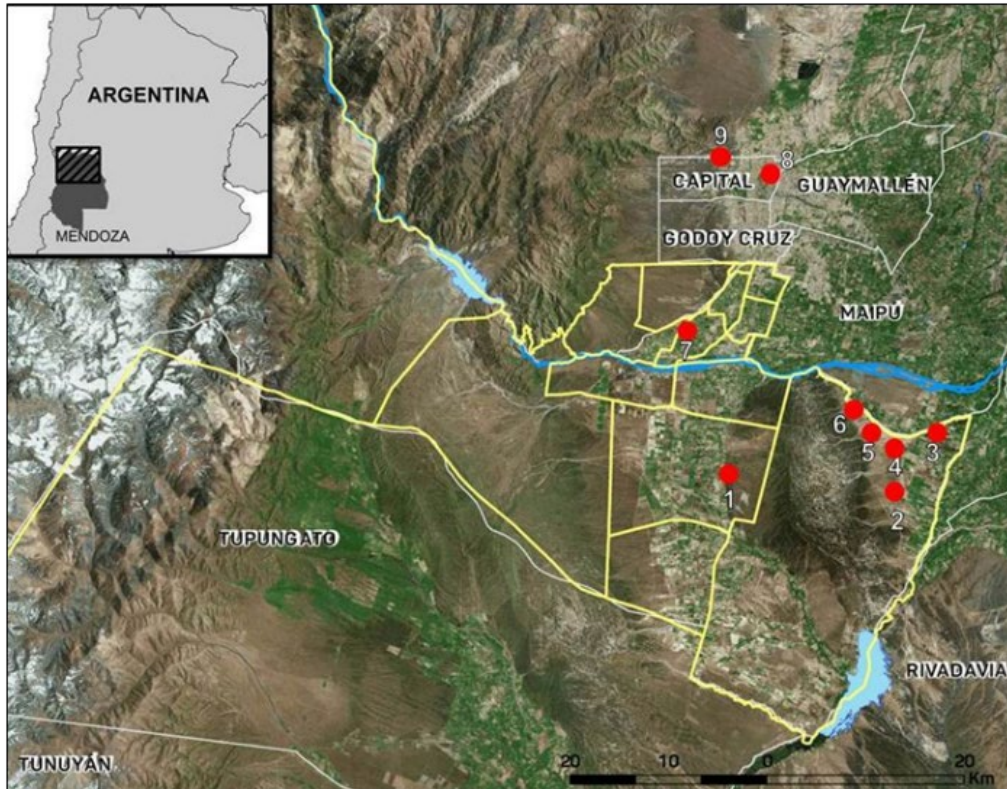 ARGENTINA
MENDOZA
9
8
CAPITAL
GUAYMALLÉN
GODOY CRUZ
MAIPÚ
7
6
5
4
3
1
2
TUPUNGATO
RIVADAVIA
TUNUYÁN
20 10 0 20
Km